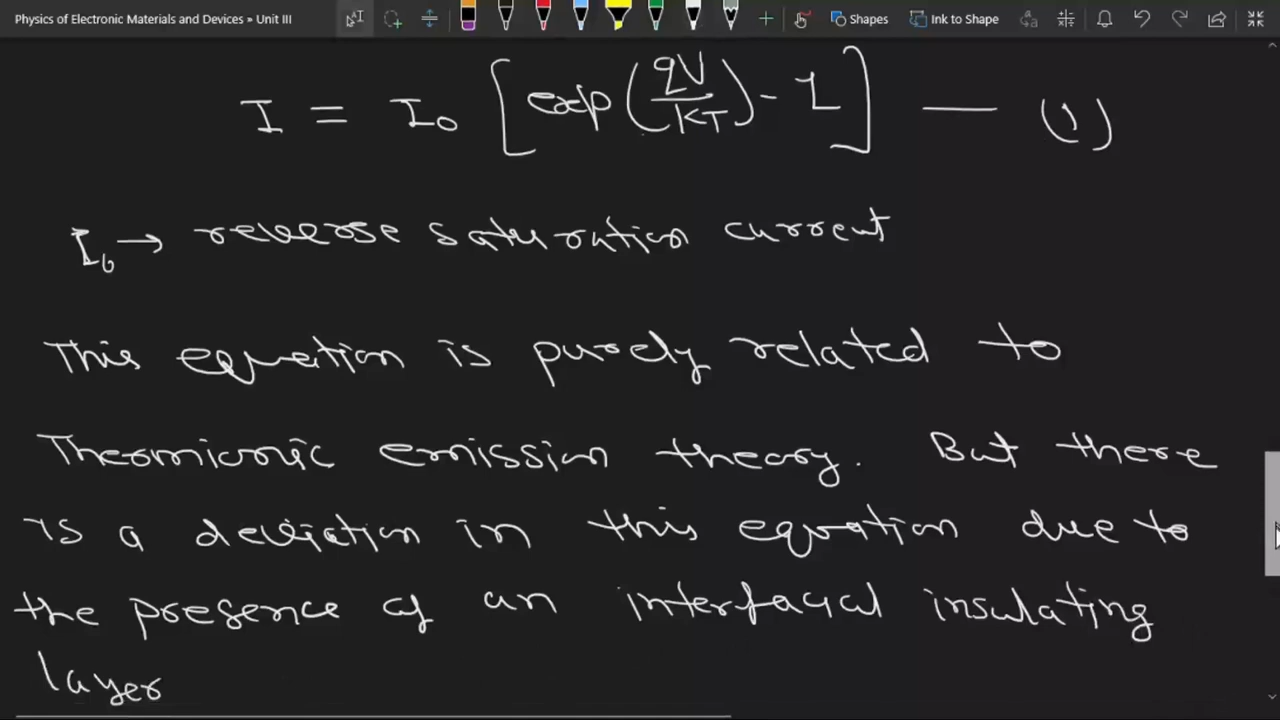 Physics of Electronic Materials and Devices » Unit III
Shapes
Ink to Shape
I = I₀ [exp(qV/KT) - 1] — (1)
I₀ → reverse saturation current
This equation is purely related to
Thermionic emission theory. But there
is a deviation in this equation due to
the presence of an interfacial insulating
layer